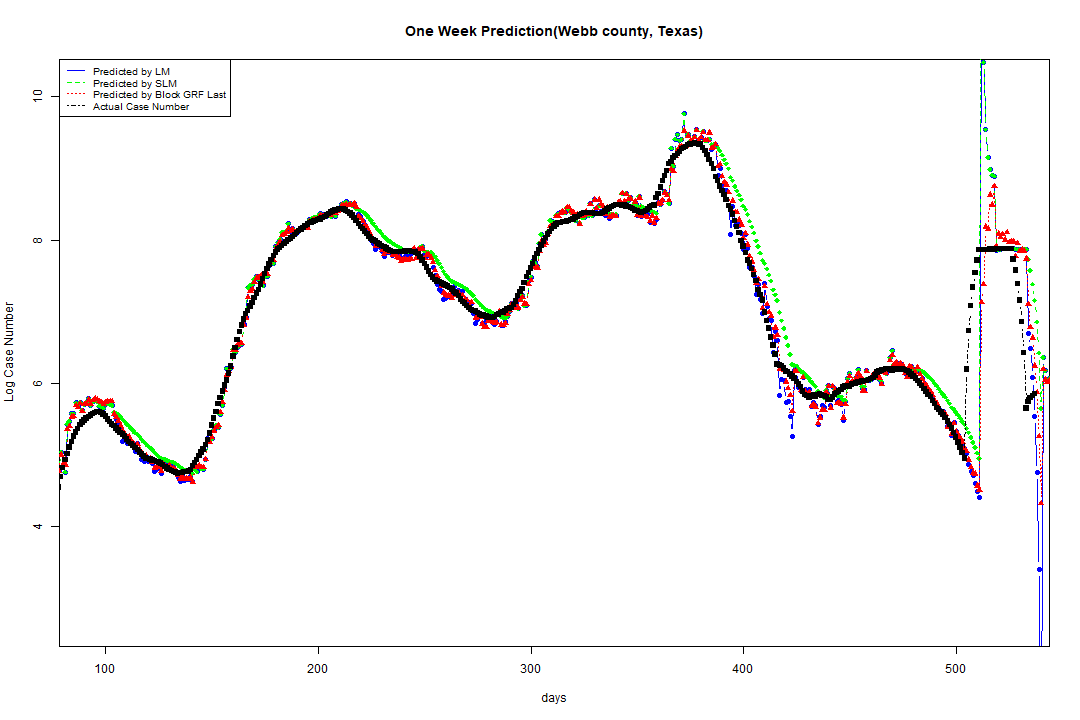 One Week Prediction(Webb county, Texas)
Predicted by LM
Predicted by SLM
Predicted by Block GRF Last
Actual Case Number
Log Case Number
10
8
6
4
100 200 300 400 500
days